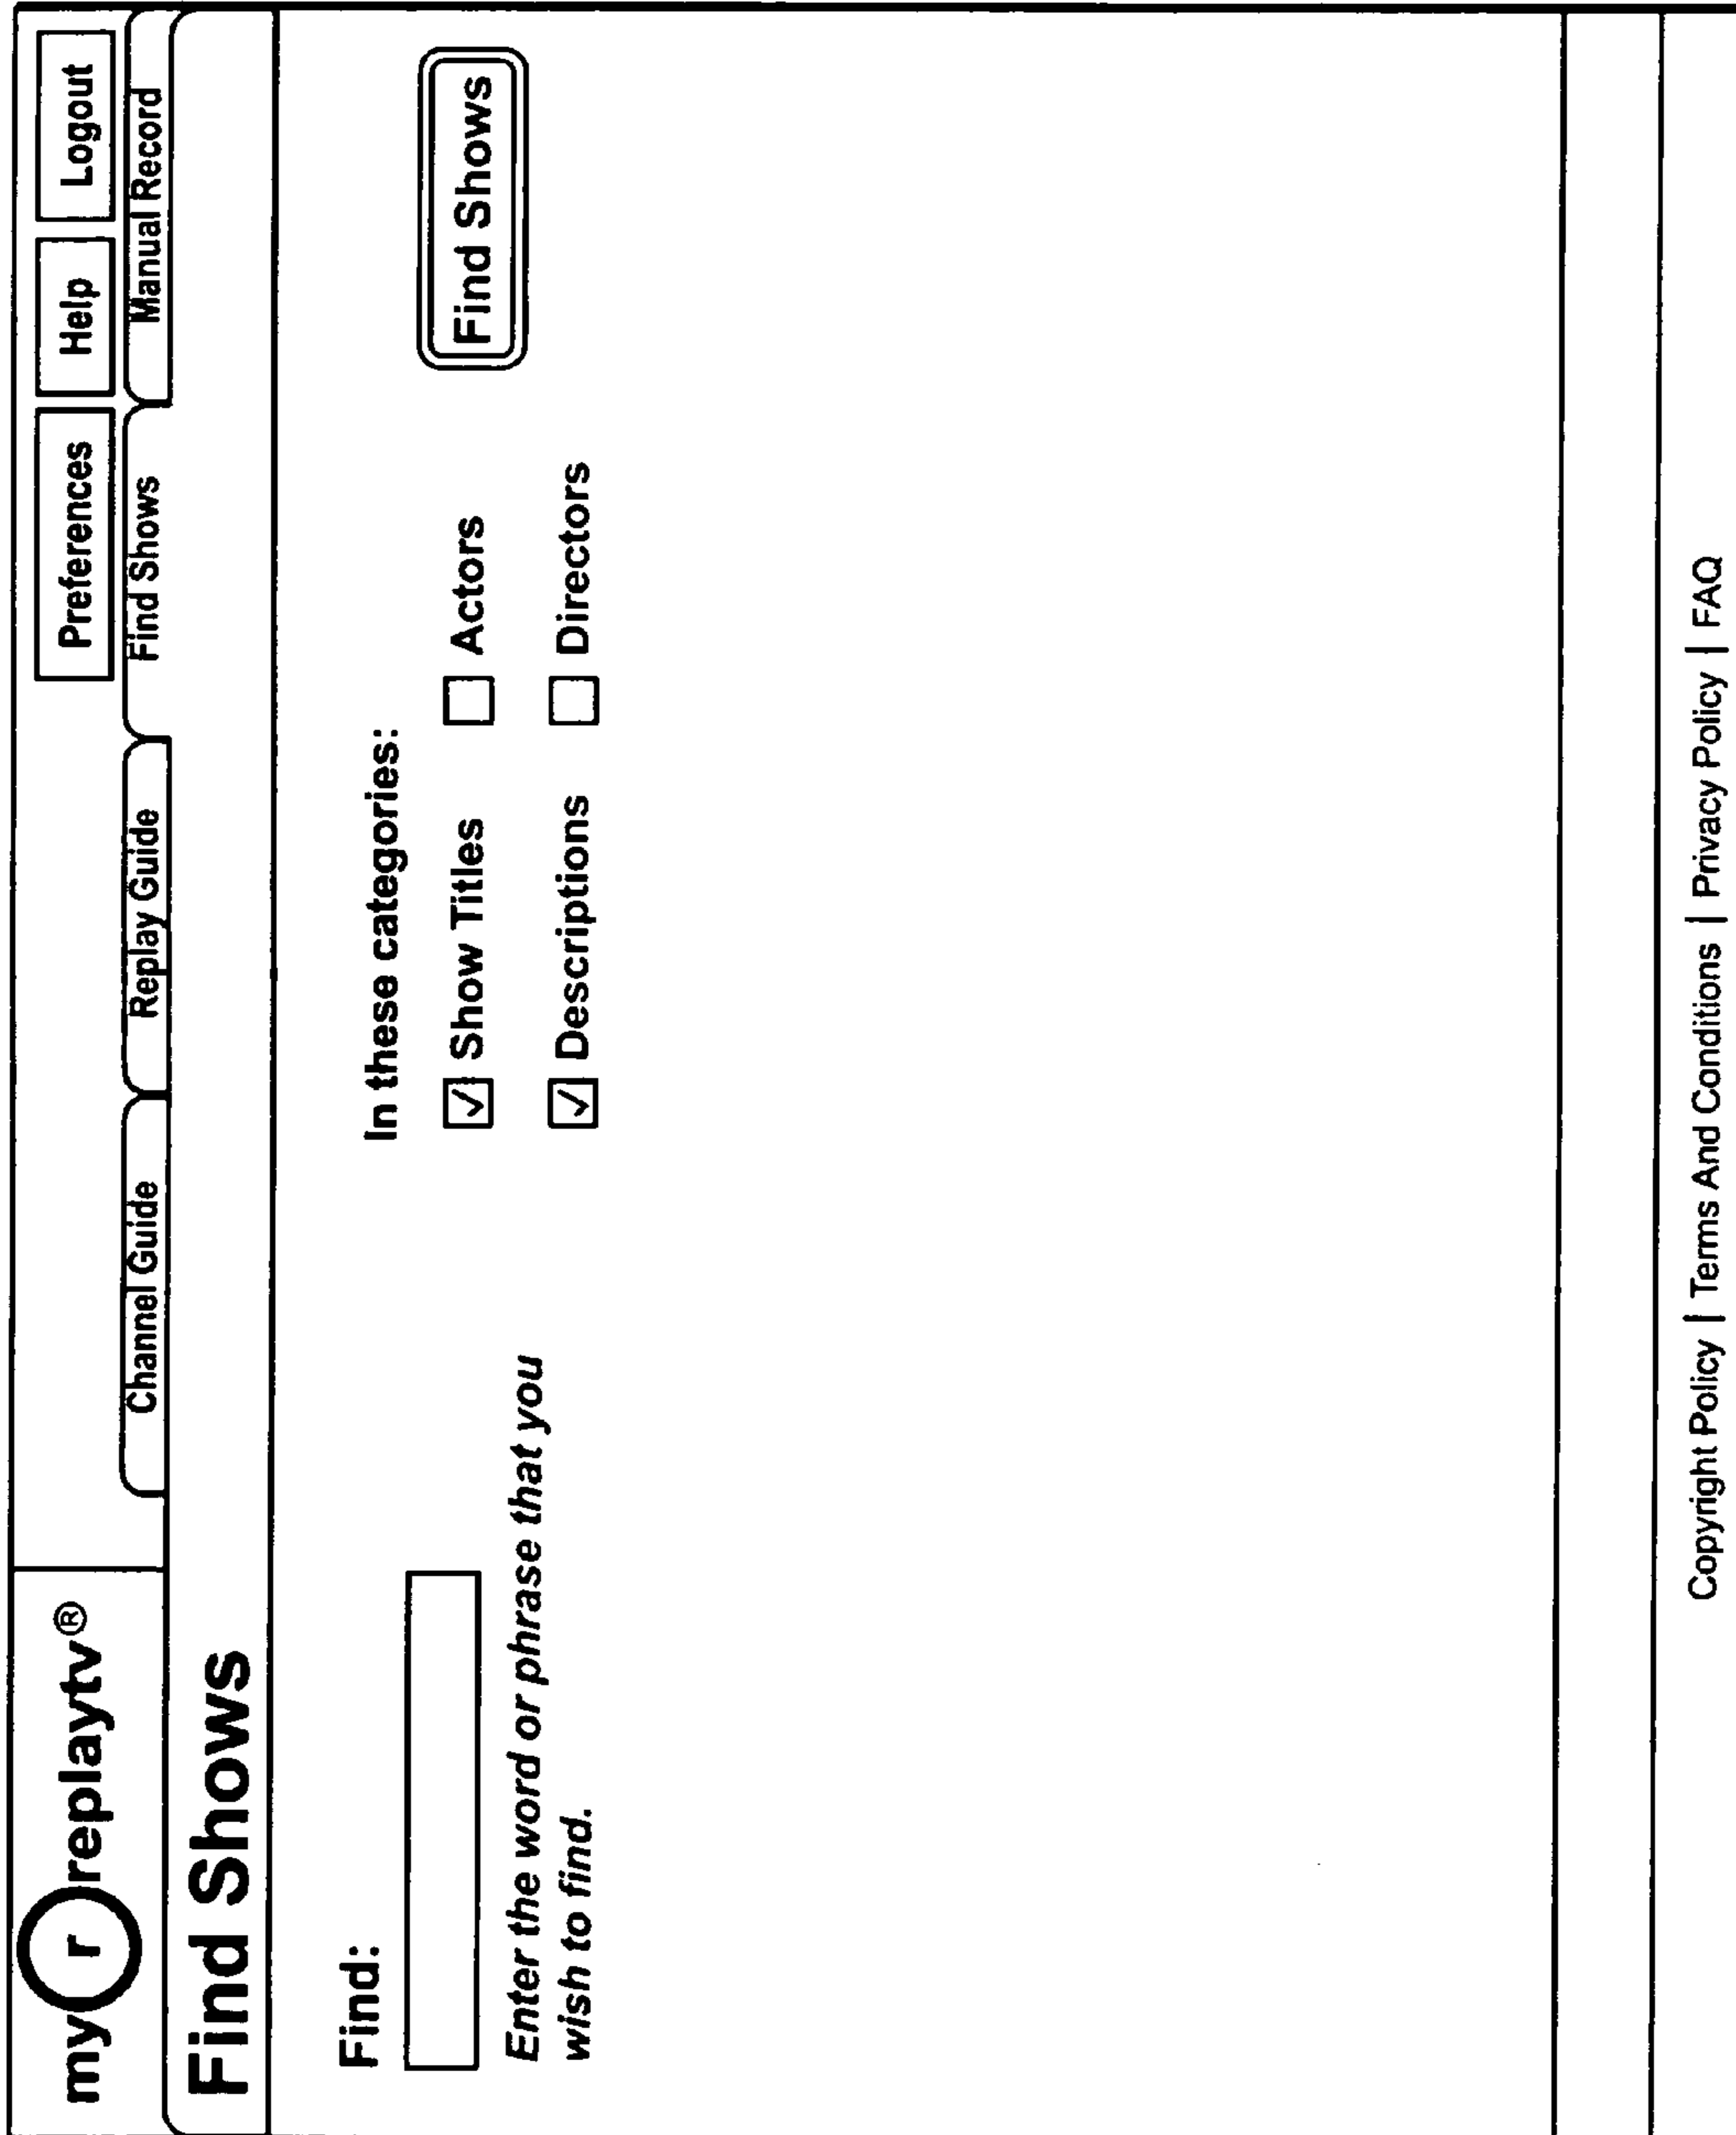 my r replaytv®
Preferences Help Logout
Channel Guide Replay Guide Find Shows Manual Record
Find Shows
Find:
Enter the word or phrase that you
wish to find.
In these categories:
Show Titles Actors
Descriptions Directors
Find Shows
Copyright Policy | Terms And Conditions | Privacy Policy | FAQ